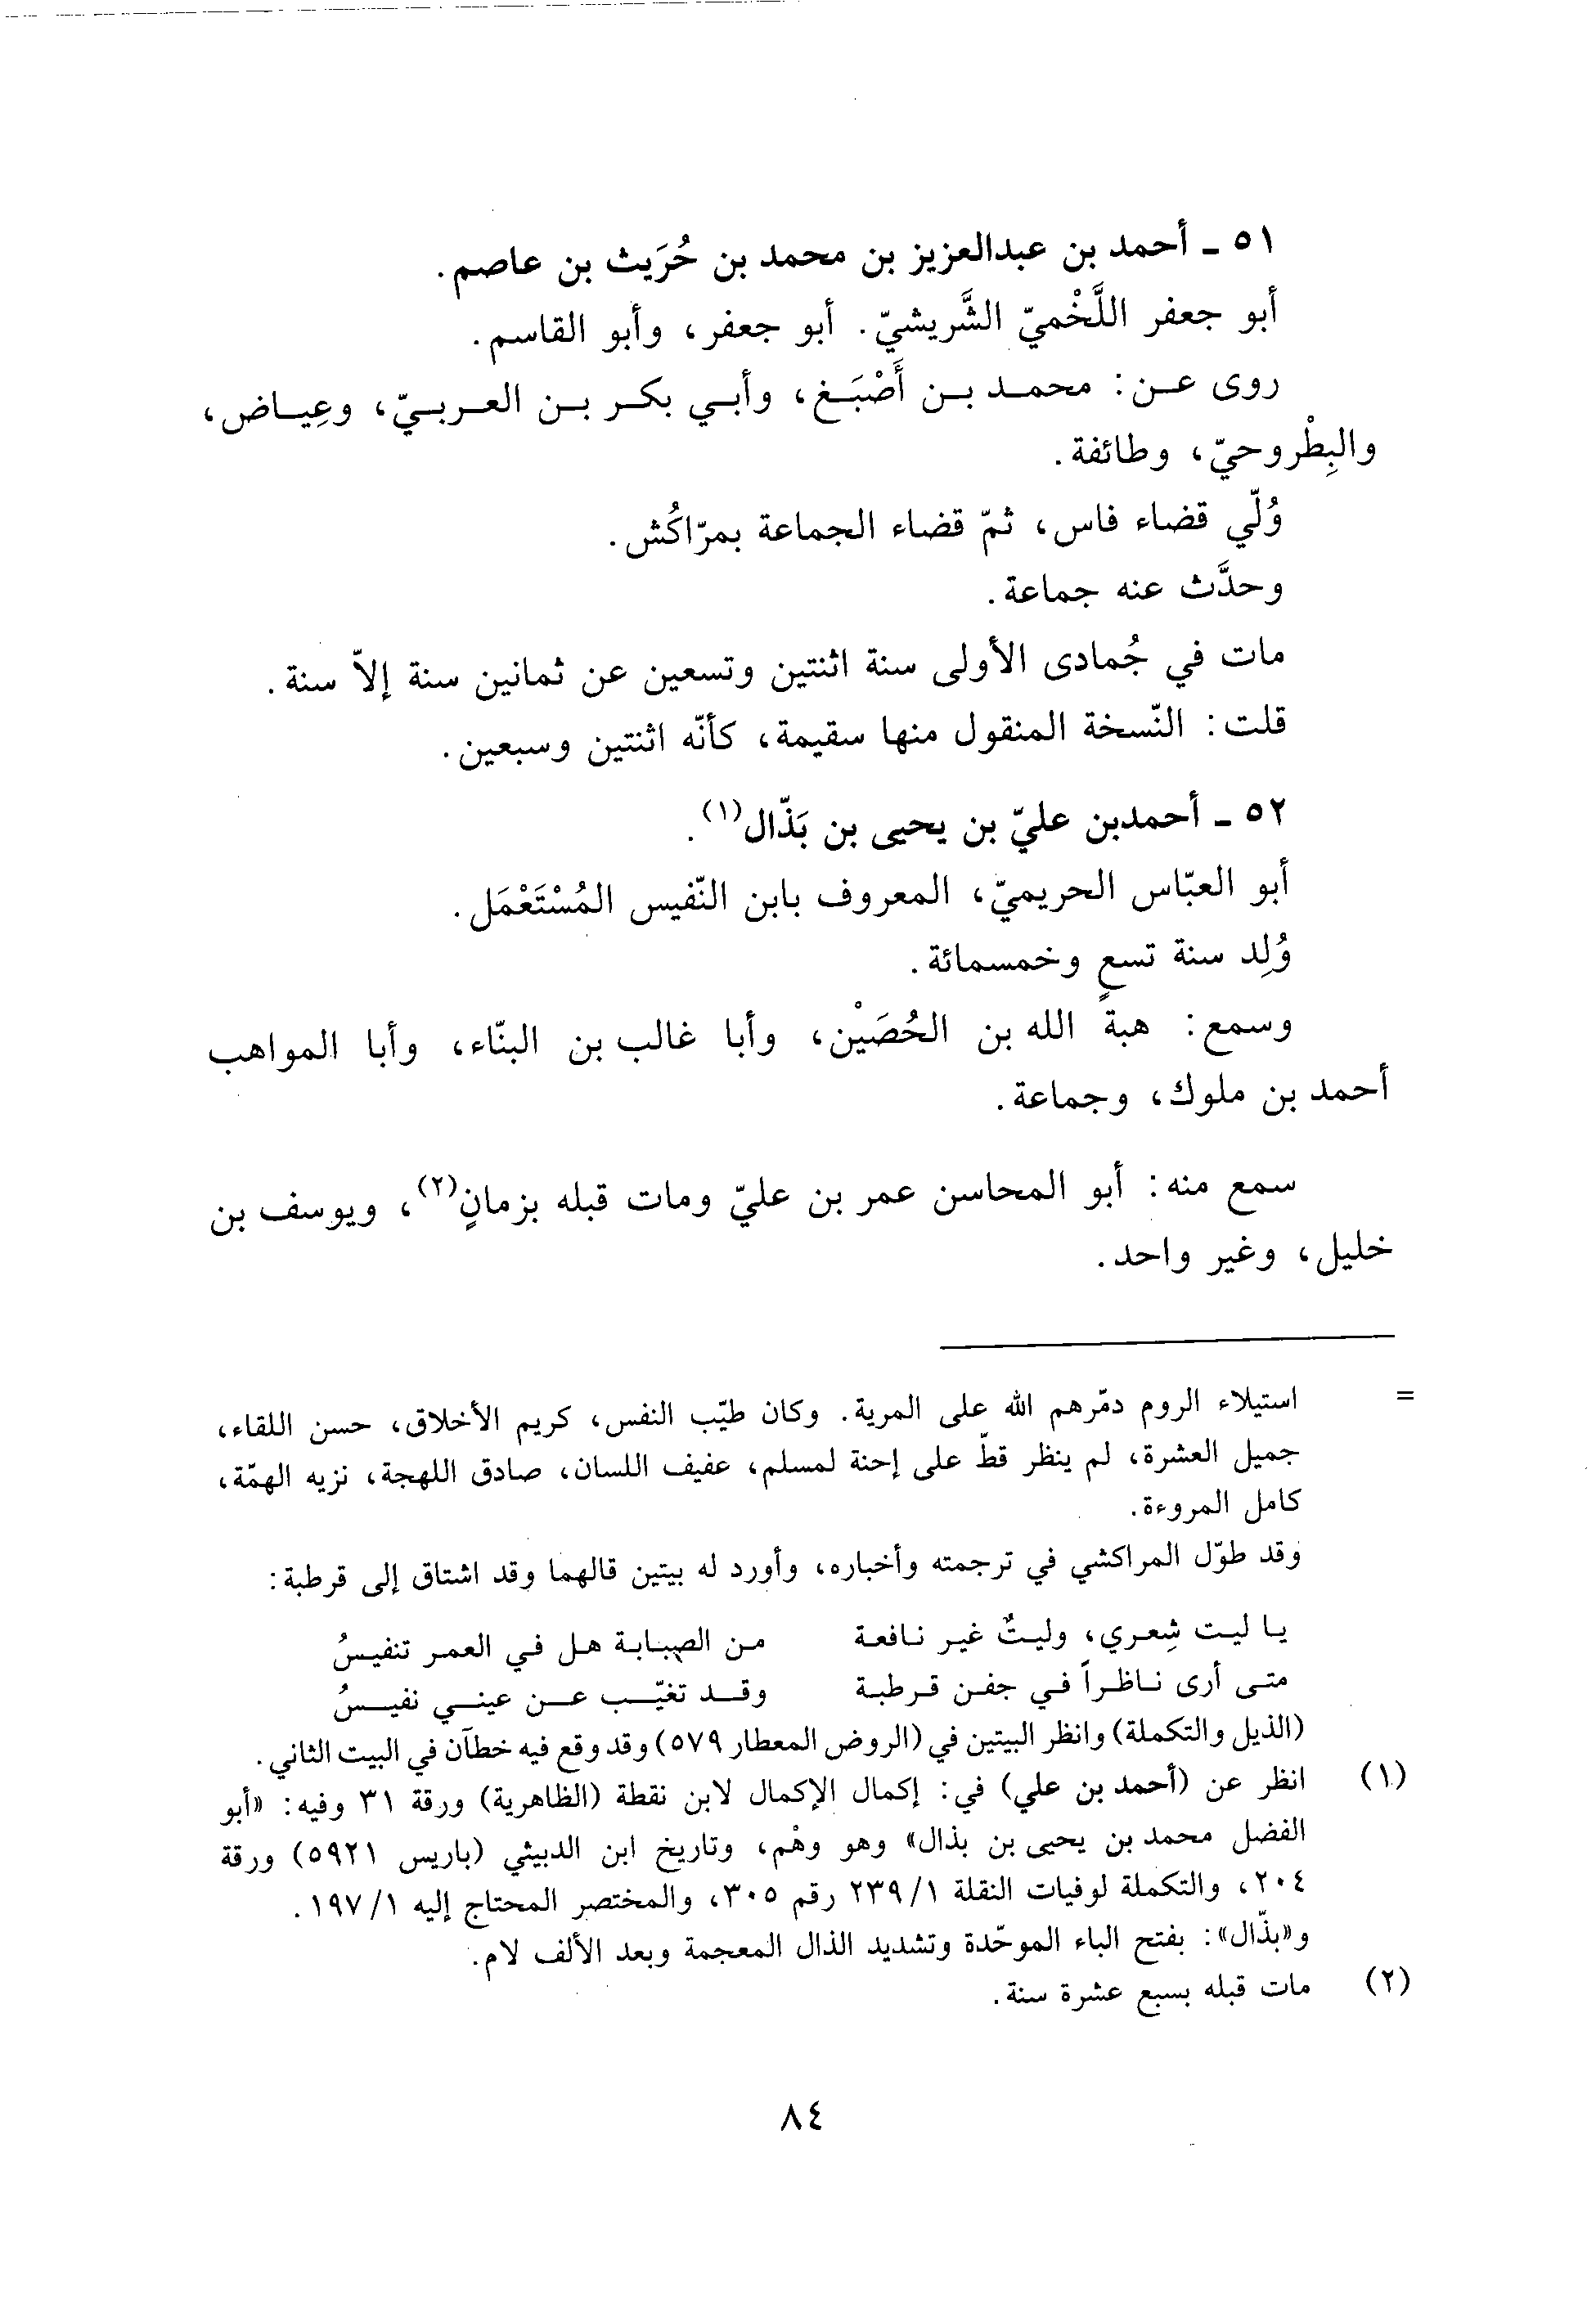 ٥١ ـ أحمد بن عبدالعزيز بن محمد بن حُرَيث بن عاصم.
أبو جعفر اللَّخْميّ الشَّريشيّ. أبو جعفر، وأبو القاسم.
روى عن: محمد بن أَصْبَغ، وأبي بكر بن العربيّ، وعِياض،
والبِطْروحيّ، وطائفة.
وُلّي قضاء فاس، ثمّ قضاء الجماعة بمرّاكُش.
وحدَّث عنه جماعة.
مات في جُمادى الأولى سنة اثنتين وتسعين عن ثمانين سنة إلاّ سنة.
قلت: النّسخة المنقول منها سقيمة، كأنّه اثنتين وسبعين.
٥٢ ـ أحمدبن عليّ بن يحيى بن بَذّال(١).
أبو العبّاس الحريميّ، المعروف بابن النّفيس المُسْتَعْمَل.
وُلِد سنة تسعٍ وخمسمائة.
وسمع: هبة الله بن الحُصَيْن، وأبا غالب بن البنّاء، وأبا المواهب
أحمد بن ملوك، وجماعة.
سمع منه: أبو المحاسن عمر بن عليّ ومات قبله بزمانٍ(٢)، ويوسف بن
خليل، وغير واحد.
= استيلاء الروم دمّرهم الله على المرية. وكان طيّب النفس، كريم الأخلاق، حسن اللقاء،
جميل العشرة، لم ينظر قطّ على إحنة لمسلم، عفيف اللسان، صادق اللهجة، نزيه الهمّة،
كامل المروءة.
وقد طوّل المراكشي في ترجمته وأخباره، وأورد له بيتين قالهما وقد اشتاق إلى قرطبة:
يا ليت شِعري، وليتٌ غير نافعة من الصبابة هل في العمر تنفيسُ
متى أرى ناظراً في جفن قرطبة وقد تغيّب عن عيني نفيسُ
(الذيل والتكملة) وانظر البيتين في (الروض المعطار ٥٧٩) وقد وقع فيه خطآن في البيت الثاني.
(١) انظر عن (أحمد بن علي) في: إكمال الإكمال لابن نقطة (الظاهرية) ورقة ٣١ وفيه: «أبو
الفضل محمد بن يحيى بن بذال» وهو وهْم، وتاريخ ابن الدبيثي (باريس ٥٩٢١) ورقة
٢٠٤، والتكملة لوفيات النقلة ٢٣٩/١ رقم ٣٠٥، والمختصر المحتاج إليه ١٩٧/١.
و«بذّال»: بفتح الباء الموحّدة وتشديد الذال المعجمة وبعد الألف لام.
(٢) مات قبله بسبع عشرة سنة.
٨٤